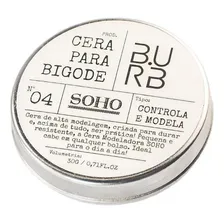 PROD.
CERA
PARA
BIGODE
B.U
RB
Nº
04
SOHO
Tipo:
CONTROLA
E MODELA
Cera de alta modelagem, criada para durar
e, acima de tudo, ser prática! Pequena e
resistente, a Cera Modeladora SOHO
cabe em qualquer bolso. Ideal
para o dia a dia!
Volumetria:
30G / 0,71FL.OZ